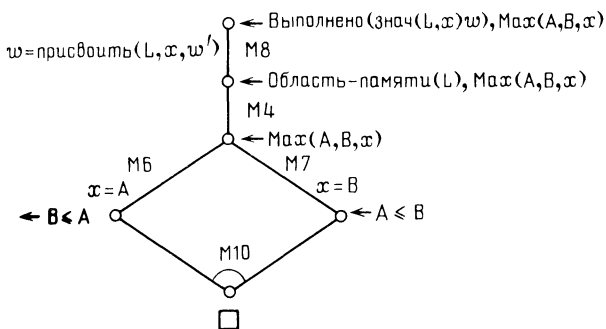 ← Выполнено(знач(L,x)w), Max(A,B,x)
w=присвоить(L,x,w′)
M8
← Область-памяти(L), Max(A,B,x)
M4
← Max(A,B,x)
M6
M7
x=A
x=B
← B⩽A
← A⩽B
M10
□